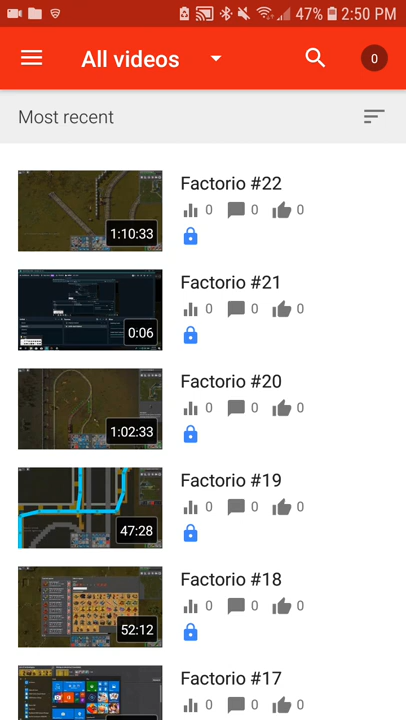 47% 2:50 PM
All videos
0
Most recent
Factorio #22
0 0 0
1:10:33
Factorio #21
0 0 0
0:06
Factorio #20
0 0 0
1:02:33
Factorio #19
0 0 0
47:28
Factorio #18
0 0 0
52:12
Factorio #17
0 0 0